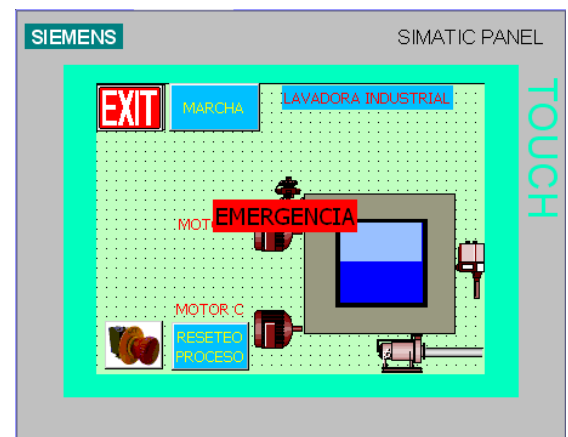 SIEMENS
SIMATIC PANEL
TOUCH
EXIT
MARCHA
LAVADORA INDUSTRIAL
EMERGENCIA
MOTOR C
RESETEO
PROCESO